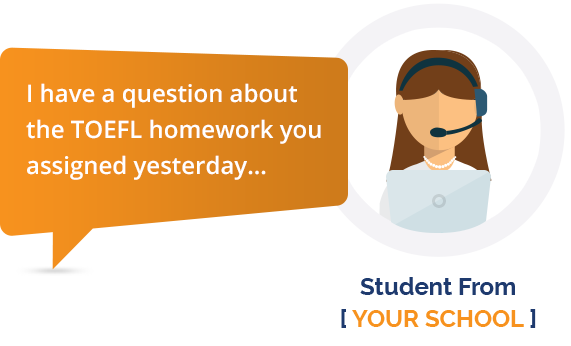 I have a question about
the TOEFL homework you
assigned yesterday...
Student From
[ YOUR SCHOOL ]